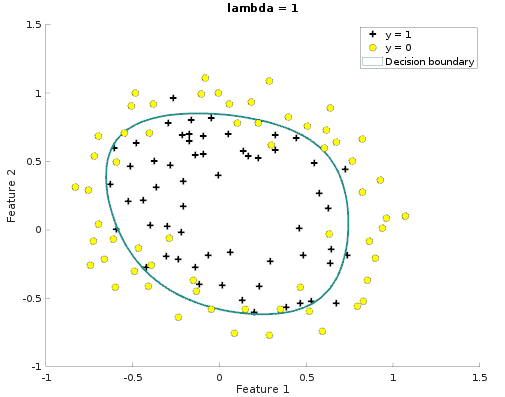 lambda = 1
1.5
y = 1
y = 0
Decision boundary
1
0.5
Feature 2
0
-0.5
-1
-1
-0.5
0
0.5
1
1.5
Feature 1